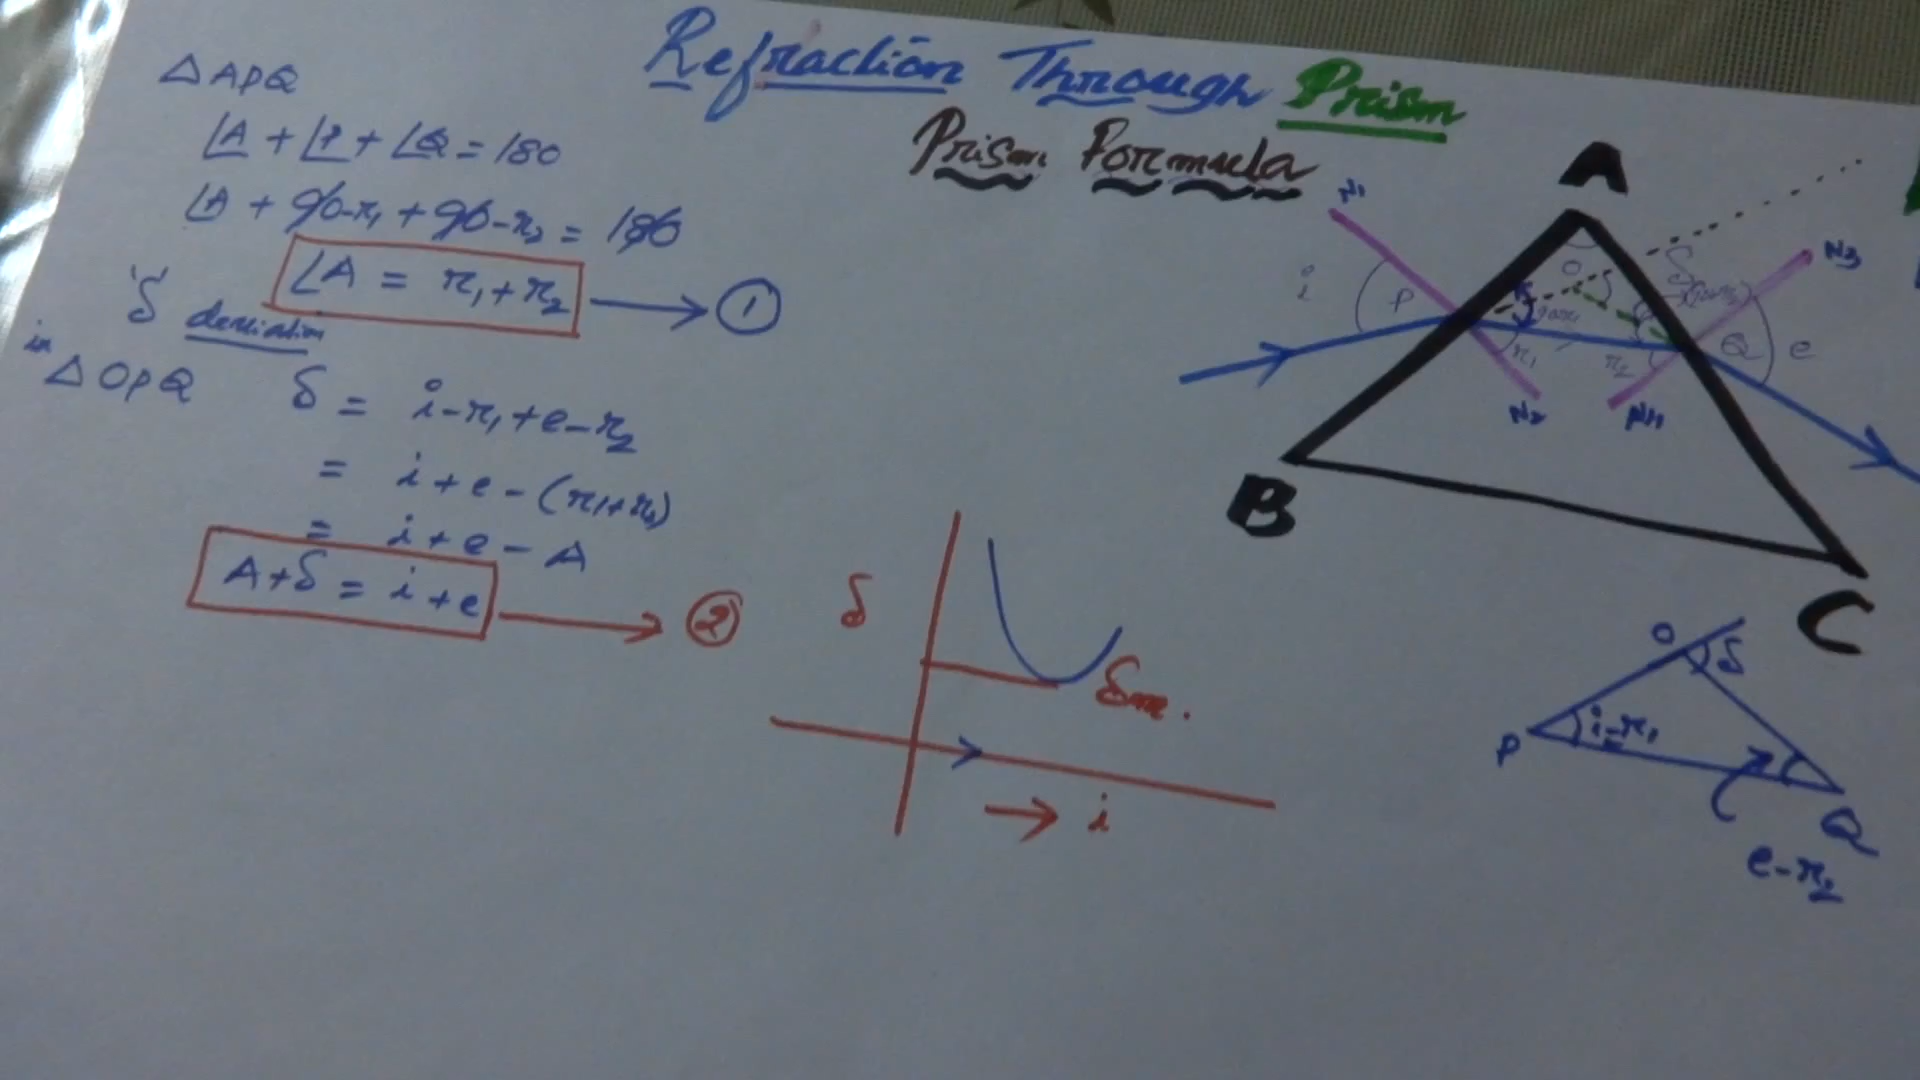 Refraction Through Prism
Prism Formula
△APQ
∠A + ∠P + ∠Q = 180
∠A + 90-r₁ + 90-r₂ = 180
∠A = r₁+r₂ → ①
'δ' deviation
in △OPQ
δ = i-r₁+e-r₂
= i+e-(r₁+r₂)
= i+e-A
A+δ = i+e → ②
δ
δm.
→ i
A
B
C
N₁
N₂
N₃
N₄
i
P
O
δ
r₁
r₂
Q
e
O
δ
P
i-r₁
Q
e-r₂